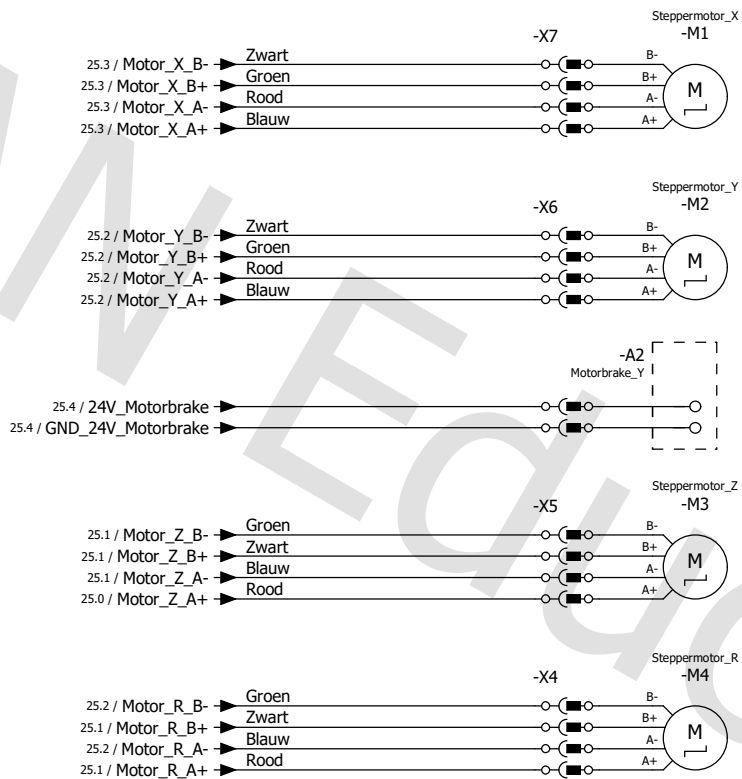 Steppermotor_X
-X7 -M1
25.3 / Motor_X_B- Zwart B-
25.3 / Motor_X_B+ Groen B+
25.3 / Motor_X_A- Rood A-
25.3 / Motor_X_A+ Blauw A+
M
Steppermotor_Y
-X6 -M2
25.2 / Motor_Y_B- Zwart B-
25.2 / Motor_Y_B+ Groen B+
25.2 / Motor_Y_A- Rood A-
25.2 / Motor_Y_A+ Blauw A+
M
-A2
Motorbrake_Y
25.4 / 24V_Motorbrake
25.4 / GND_24V_Motorbrake
Steppermotor_Z
-X5 -M3
25.1 / Motor_Z_B- Groen B-
25.1 / Motor_Z_B+ Zwart B+
25.1 / Motor_Z_A- Blauw A-
25.0 / Motor_Z_A+ Rood A+
M
Steppermotor_R
-X4 -M4
25.2 / Motor_R_B- Groen B-
25.1 / Motor_R_B+ Zwart B+
25.2 / Motor_R_A- Blauw A-
25.1 / Motor_R_A+ Rood A+
M